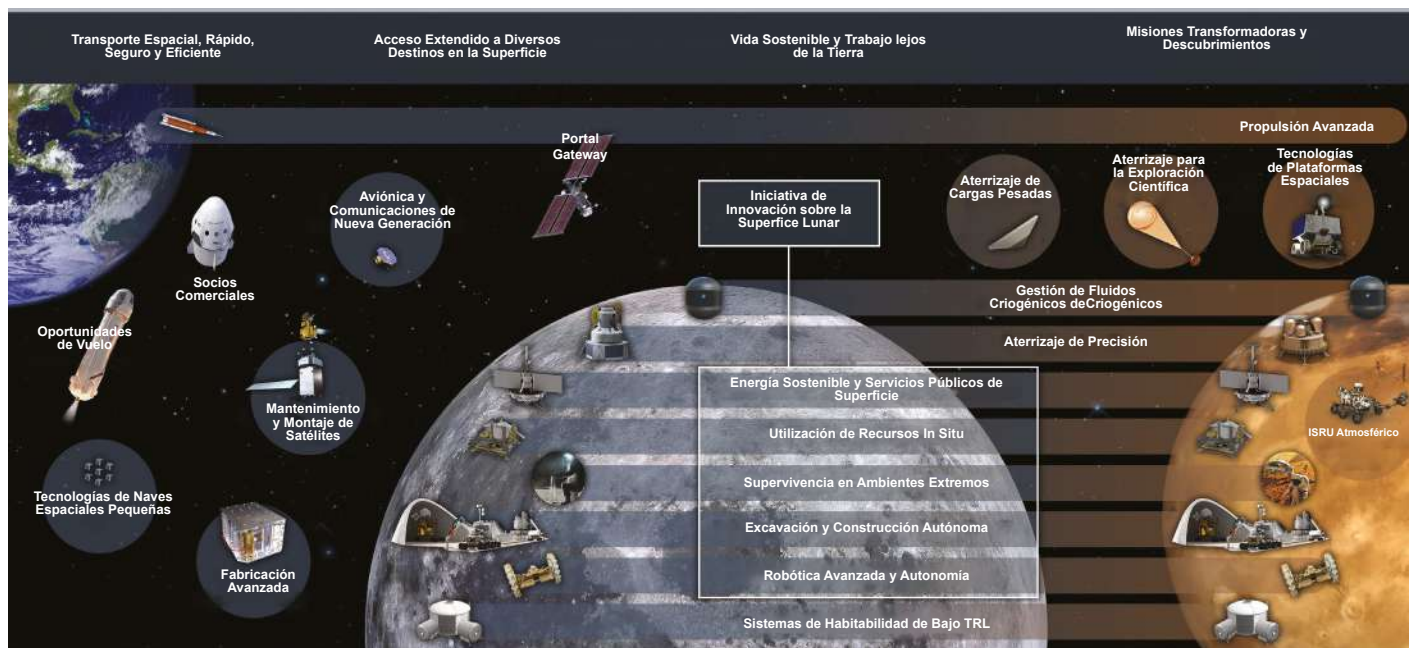 Transporte Espacial, Rápido,
Seguro y Eficiente
Acceso Extendido a Diversos
Destinos en la Superficie
Vida Sostenible y Trabajo lejos
de la Tierra
Misiones Transformadoras y
Descubrimientos
Propulsión Avanzada
Portal
Gateway
Aviónica y
Comunicaciones de
Nueva Generación
Iniciativa de
Innovación sobre la
Superfice Lunar
Aterrizaje de
Cargas Pesadas
Aterrizaje para
la Exploración
Científica
Tecnologías
de Plataformas
Espaciales
Socios
Comerciales
Oportunidades
de Vuelo
Gestión de Fluidos
Criogénicos deCriogénicos
Aterrizaje de Precisión
Mantenimiento
y Montaje de
Satélites
Energía Sostenible y Servicios Públicos de
Superficie
Utilización de Recursos In Situ
ISRU Atmosférico
Supervivencia en Ambientes Extremos
Tecnologías de Naves
Espaciales Pequeñas
Excavación y Construcción Autónoma
Fabricación
Avanzada
Robótica Avanzada y Autonomía
Sistemas de Habitabilidad de Bajo TRL